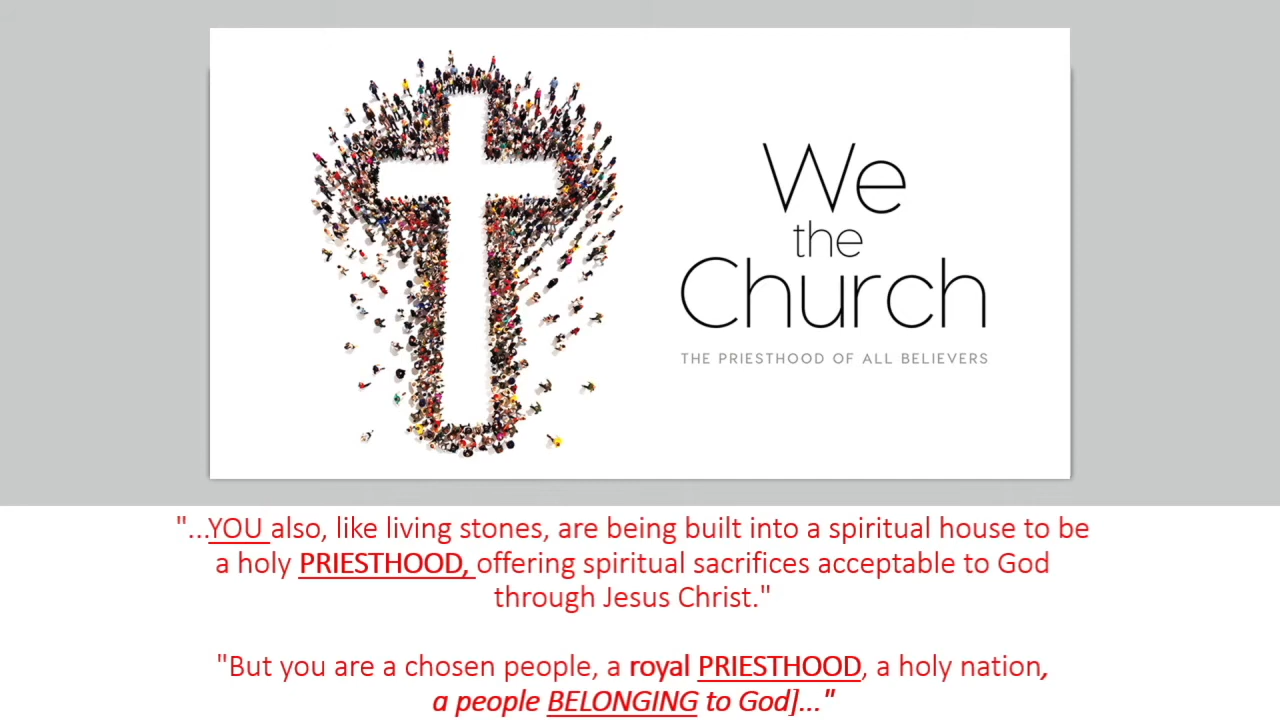 We
the
Church
THE PRIESTHOOD OF ALL BELIEVERS
"...YOU also, like living stones, are being built into a spiritual house to be
a holy PRIESTHOOD, offering spiritual sacrifices acceptable to God
through Jesus Christ."
"But you are a chosen people, a royal PRIESTHOOD, a holy nation,
a people BELONGING to God]..."